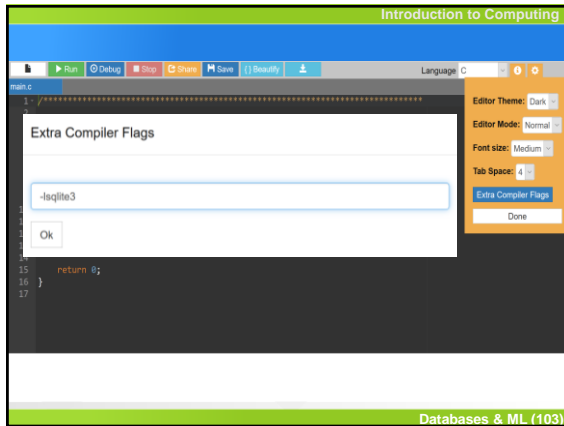 Introduction to Computing
Run Debug Stop Share Save {} Beautify Language C
main.c
1 /******************************************************************************
Editor Theme: Dark
Editor Mode: Normal
Extra Compiler Flags
Font size: Medium
Tab Space: 4
-lsqlite3
Extra Compiler Flags
Done
Ok
15 return 0;
16 }
17
Databases & ML (103)